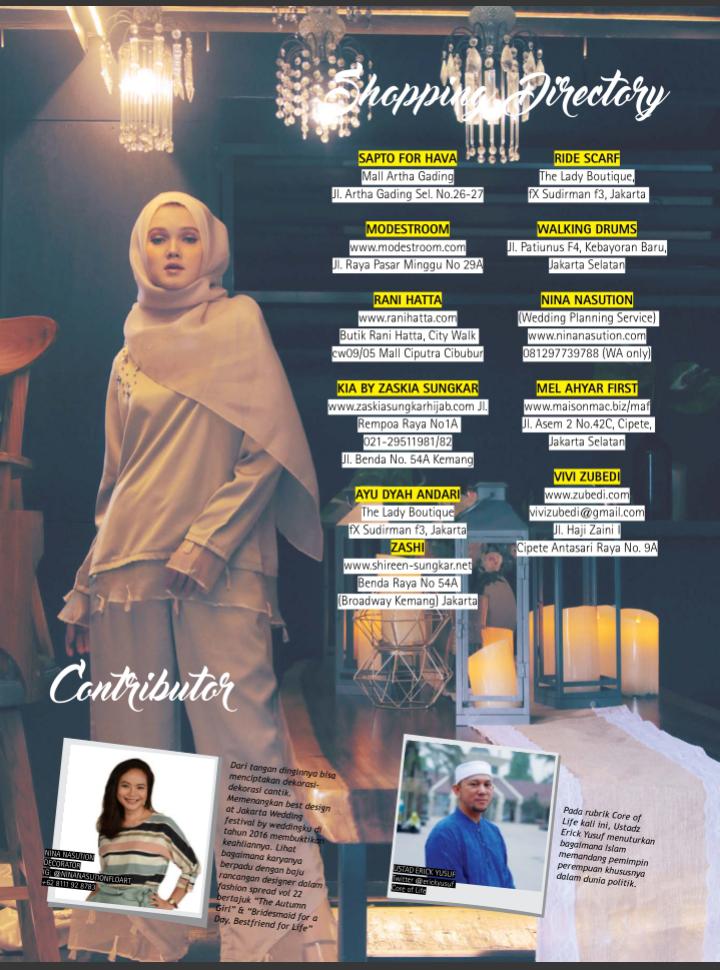 Shopping Directory
SAPTO FOR HAVA
Mall Artha Gading
Jl. Artha Gading Sel. No.26-27
MODESTROOM
www.modestroom.com
Jl. Raya Pasar Minggu No 29A
RANI HATTA
www.ranihatta.com
Butik Rani Hatta, City Walk
cw09/05 Mall Ciputra Cibubur
KIA BY ZASKIA SUNGKAR
www.zaskiasungkarhijab.com Jl.
Rempoa Raya No1A
021-29511981/82
Jl. Benda No. 54A Kemang
AYU DYAH ANDARI
The Lady Boutique
fX Sudirman f3, Jakarta
ZASHI
www.shireen-sungkar.net
Benda Raya No 54A
(Broadway Kemang) Jakarta
RIDE SCARF
The Lady Boutique,
fX Sudirman f3, Jakarta
WALKING DRUMS
Jl. Patiunus F4, Kebayoran Baru,
Jakarta Selatan
NINA NASUTION
(Wedding Planning Service)
www.ninanasution.com
081297739788 (WA only)
MEL AHYAR FIRST
www.maisonmac.biz/maf
Jl. Asem 2 No.42C, Cipete,
Jakarta Selatan
VIVI ZUBEDI
www.zubedi.com
vivizubedi@gmail.com
Jl. Haji Zaini I
Cipete Antasari Raya No. 9A
Contributor
NINA NASUTION
DECORATOR
IG: @NINANASUTIONFLOART
+62 8111 92 8783
Dari tangan dinginnya bisa
menciptakan dekorasi-
dekorasi cantik.
Memenangkan best design
at Jakarta Wedding
festival by weddingku di
tahun 2016 membuktikan
keahliannya. Lihat
bagaimana karyanya
berpadu dengan baju
rancangan designer dalam
fashion spread vol 22
bertajuk "The Autumn
Girl" & "Bridesmaid for a
Day, Bestfriend for Life"
USTAD ERICK YUSUF
Twitter @erickyusuf
Core of Life
Pada rubrik Core of
Life kali ini, Ustadz
Erick Yusuf menuturkan
bagaimana Islam
memandang pemimpin
perempuan khususnya
dalam dunia politik.